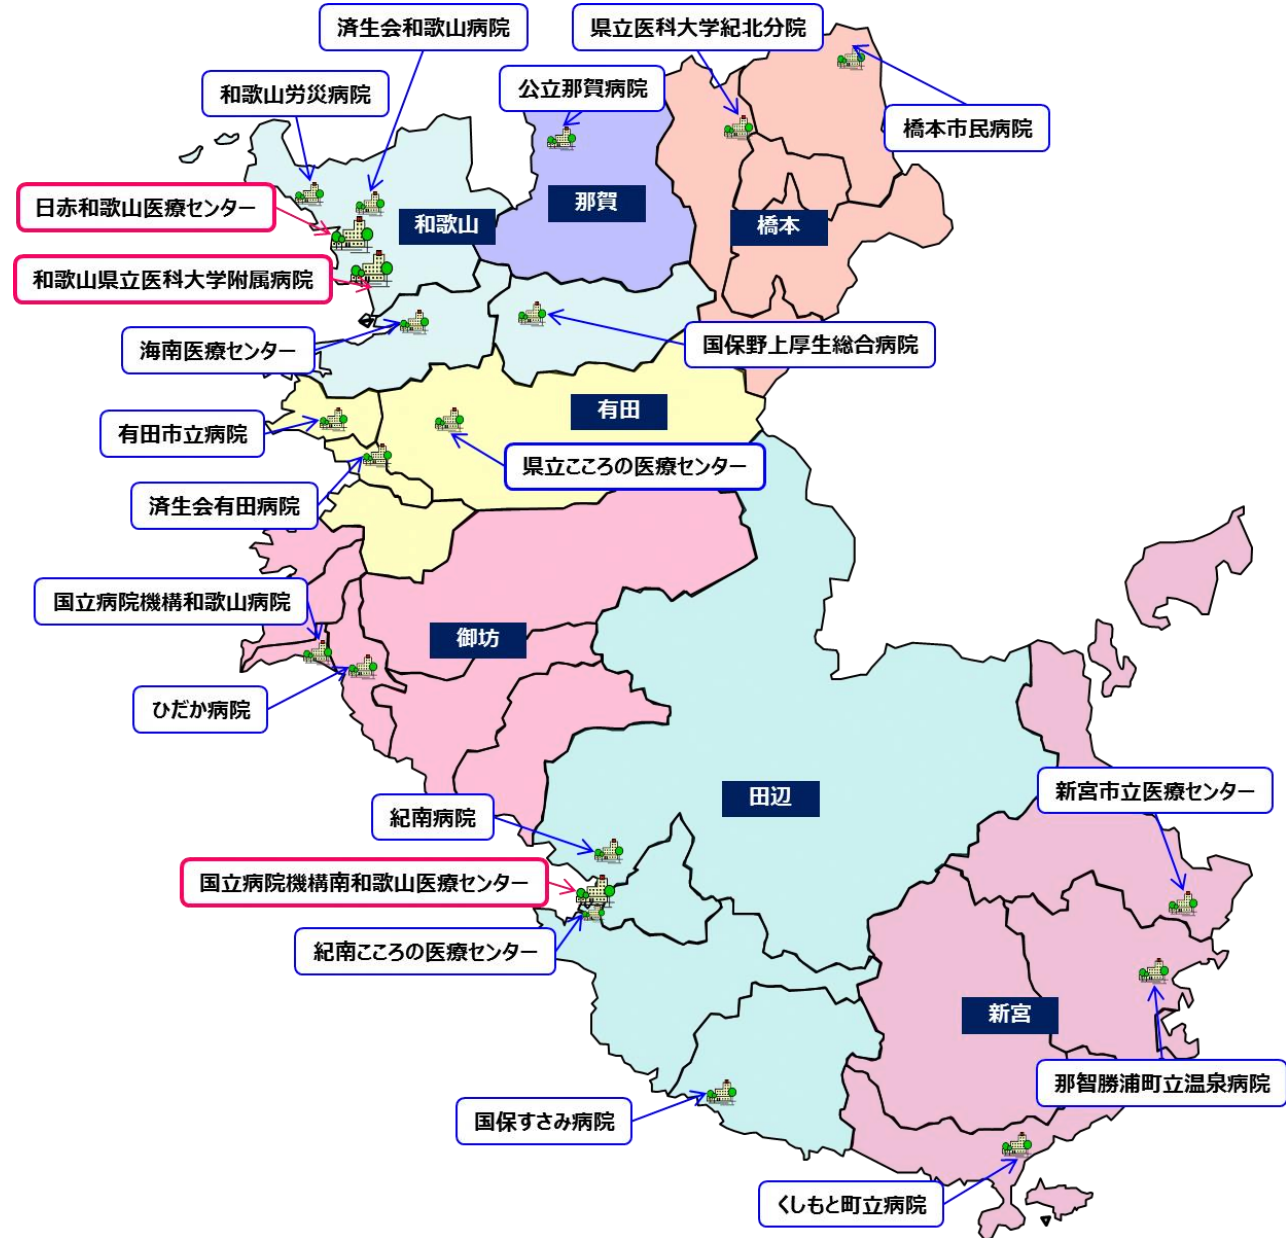 済生会和歌山病院
県立医科大学紀北分院
和歌山労災病院
公立那賀病院
橋本市民病院
日赤和歌山医療センター
和歌山
那賀
橋本
和歌山県立医科大学附属病院
海南医療センター
国保野上厚生総合病院
有田市立病院
有田
県立こころの医療センター
済生会有田病院
国立病院機構和歌山病院
御坊
ひだか病院
田辺
新宮市立医療センター
紀南病院
国立病院機構南和歌山医療センター
紀南こころの医療センター
新宮
那智勝浦町立温泉病院
国保すさみ病院
くしもと町立病院